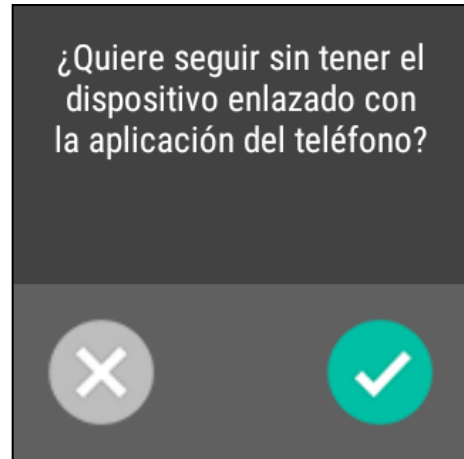 ¿Quiere seguir sin tener el
dispositivo enlazado con
la aplicación del teléfono?